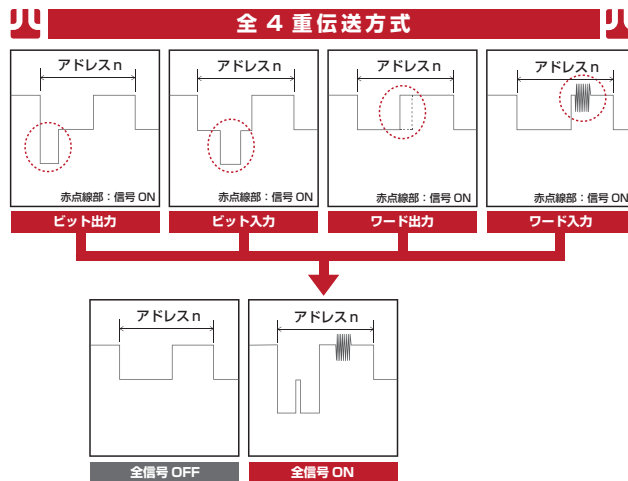 全4重伝送方式
アドレスn
赤点線部：信号ON
ビット出力
アドレスn
赤点線部：信号ON
ビット入力
アドレスn
赤点線部：信号ON
ワード出力
アドレスn
赤点線部：信号ON
ワード入力
アドレスn
全信号OFF
アドレスn
全信号ON